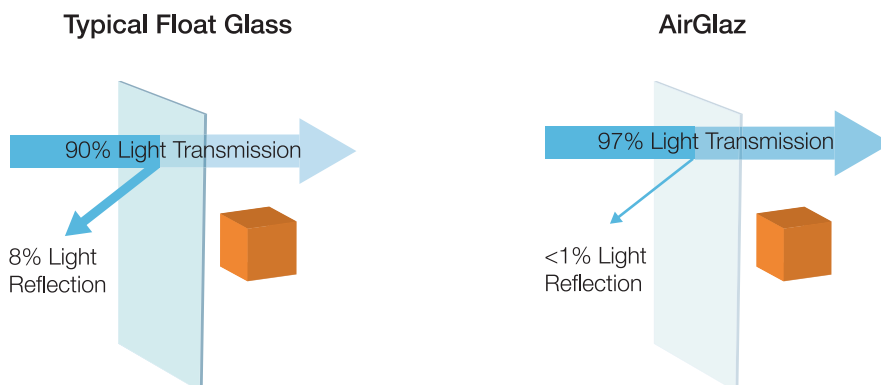 Typical Float Glass
90% Light Transmission
8% Light
Reflection
AirGlaz
97% Light Transmission
<1% Light
Reflection